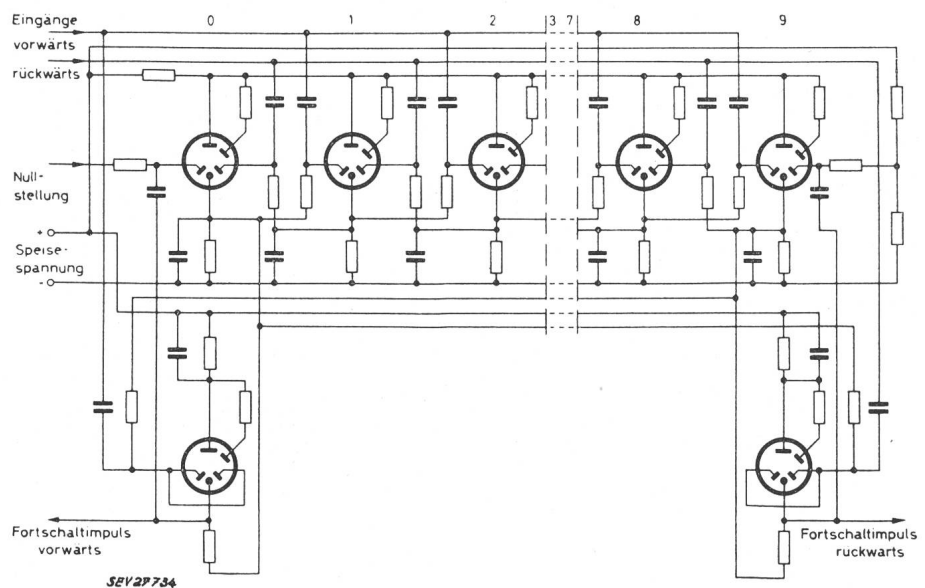 Eingänge
0 1 2 3 7 8 9
vorwärts
rückwärts
Null-
stellung
+
Speise-
spannung
-
Fortschaltimpuls
vorwärts
Fortschaltimpuls
ruckwärts
SEV27734